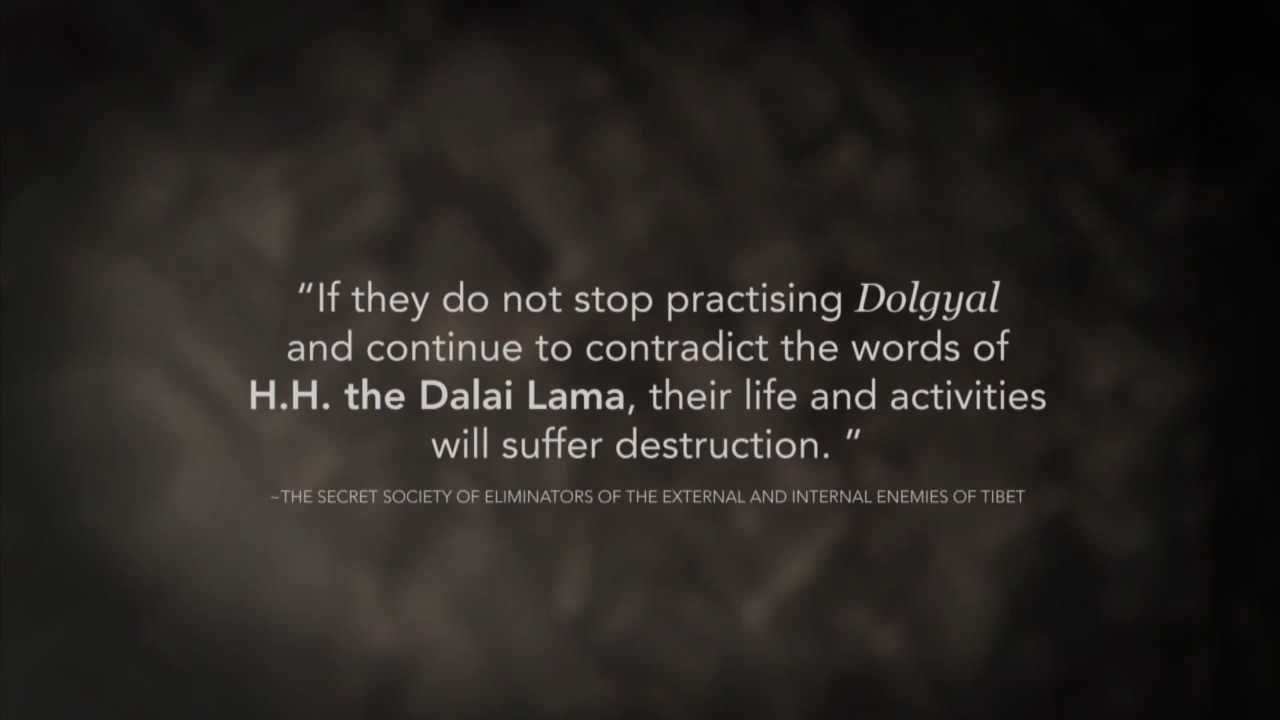 “If they do not stop practising Dolgyal
and continue to contradict the words of
H.H. the Dalai Lama, their life and activities
will suffer destruction. ”
~THE SECRET SOCIETY OF ELIMINATORS OF THE EXTERNAL AND INTERNAL ENEMIES OF TIBET